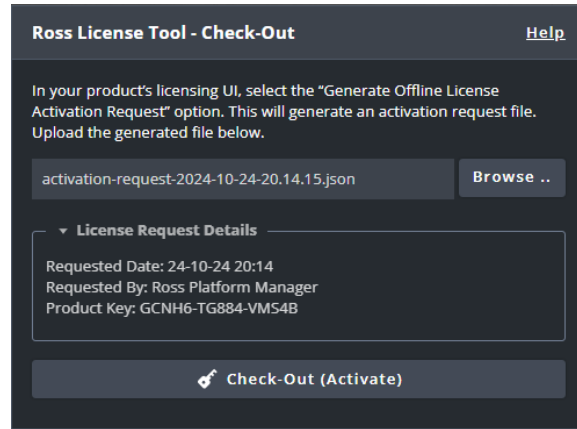 Ross License Tool - Check-Out
Help
In your product's licensing UI, select the “Generate Offline License
Activation Request” option. This will generate an activation request file.
Upload the generated file below.
activation-request-2024-10-24-20.14.15.json
Browse ..
License Request Details
Requested Date: 24-10-24 20:14
Requested By: Ross Platform Manager
Product Key: GCNH6-TG884-VMS4B
Check-Out (Activate)